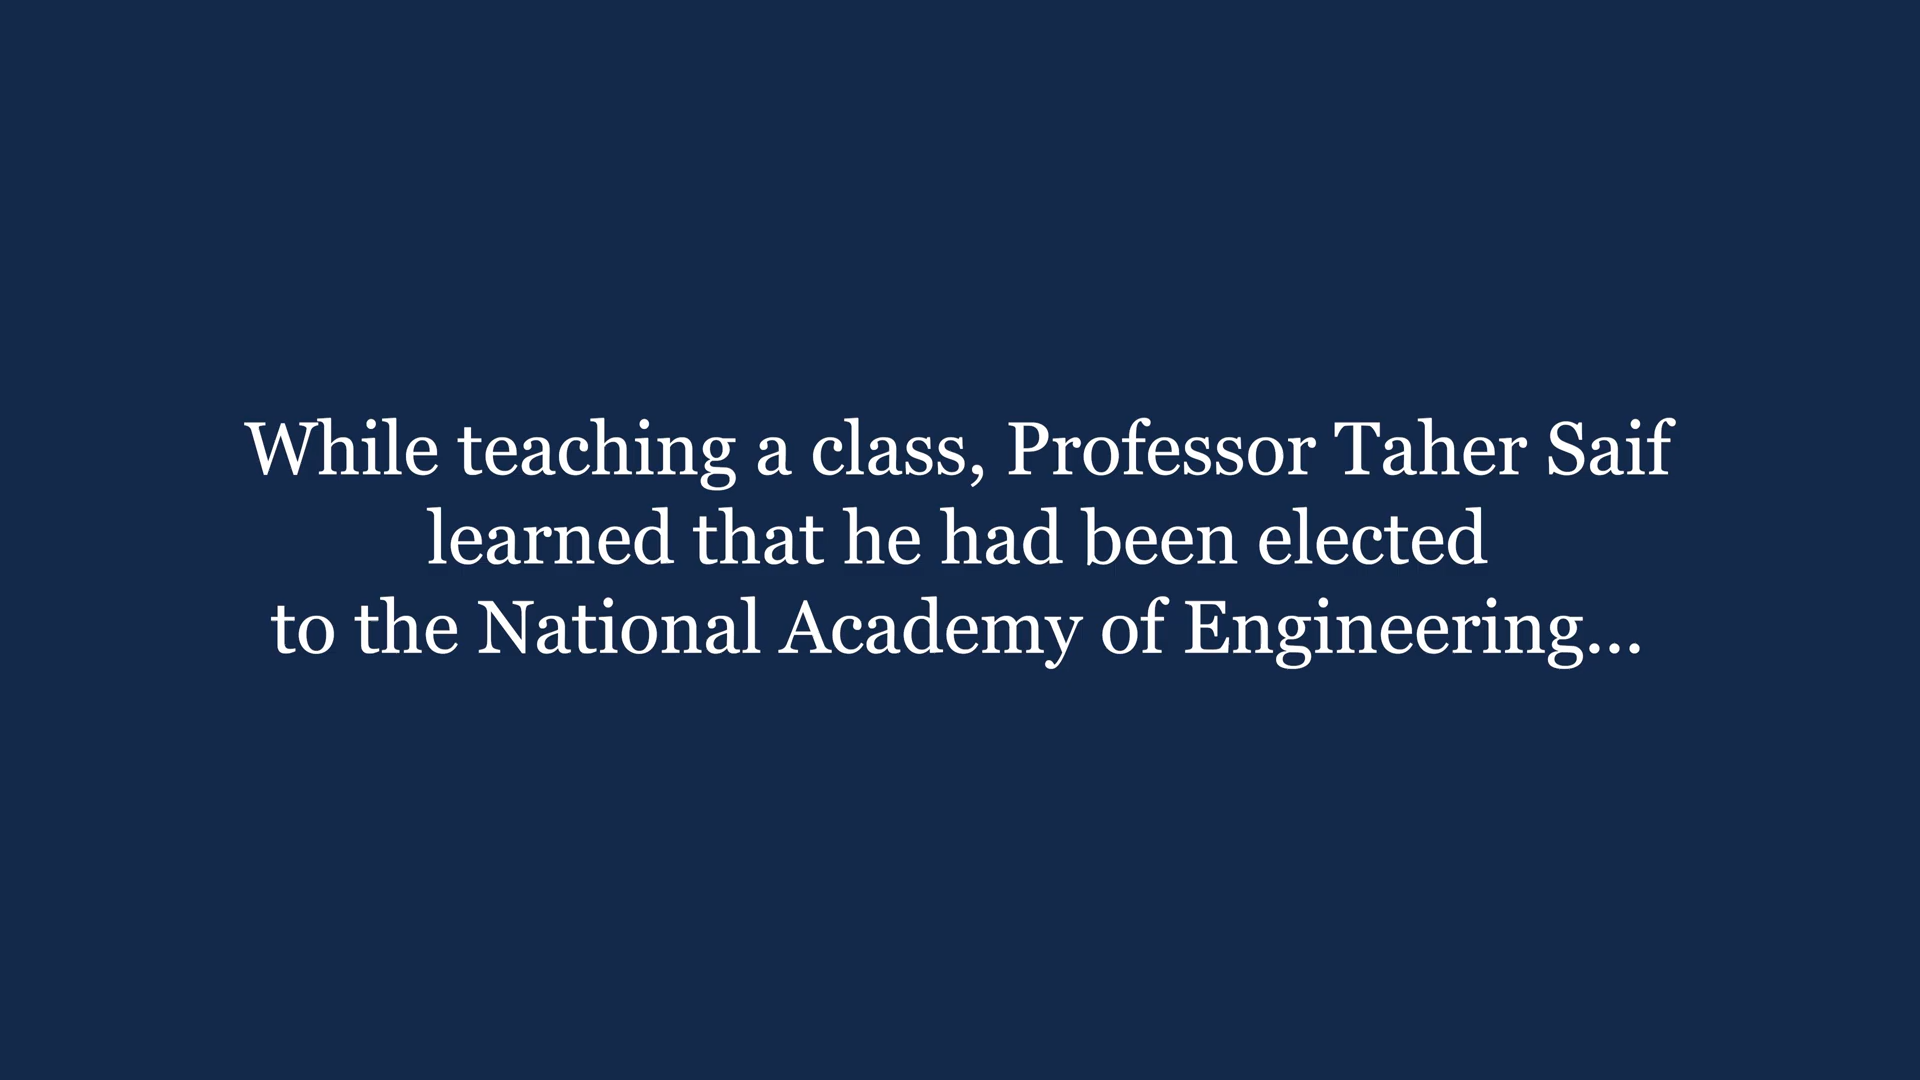 While teaching a class, Professor Taher Saif
learned that he had been elected
to the National Academy of Engineering...